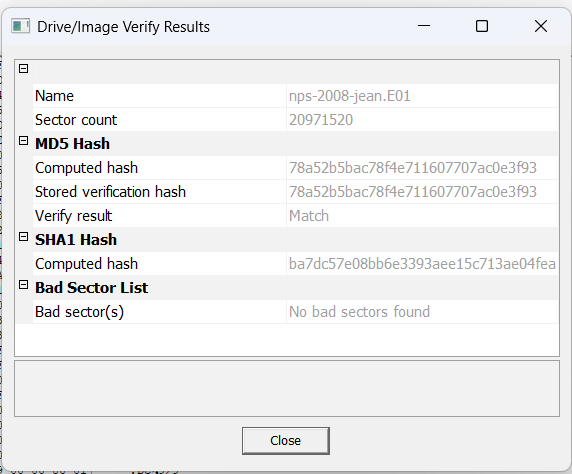 Drive/Image Verify Results
Name nps-2008-jean.E01
Sector count 20971520
MD5 Hash
Computed hash 78a52b5bac78f4e711607707ac0e3f93
Stored verification hash 78a52b5bac78f4e711607707ac0e3f93
Verify result Match
SHA1 Hash
Computed hash ba7dc57e08bb6e3393aee15c713ae04fea
Bad Sector List
Bad sector(s) No bad sectors found
Close